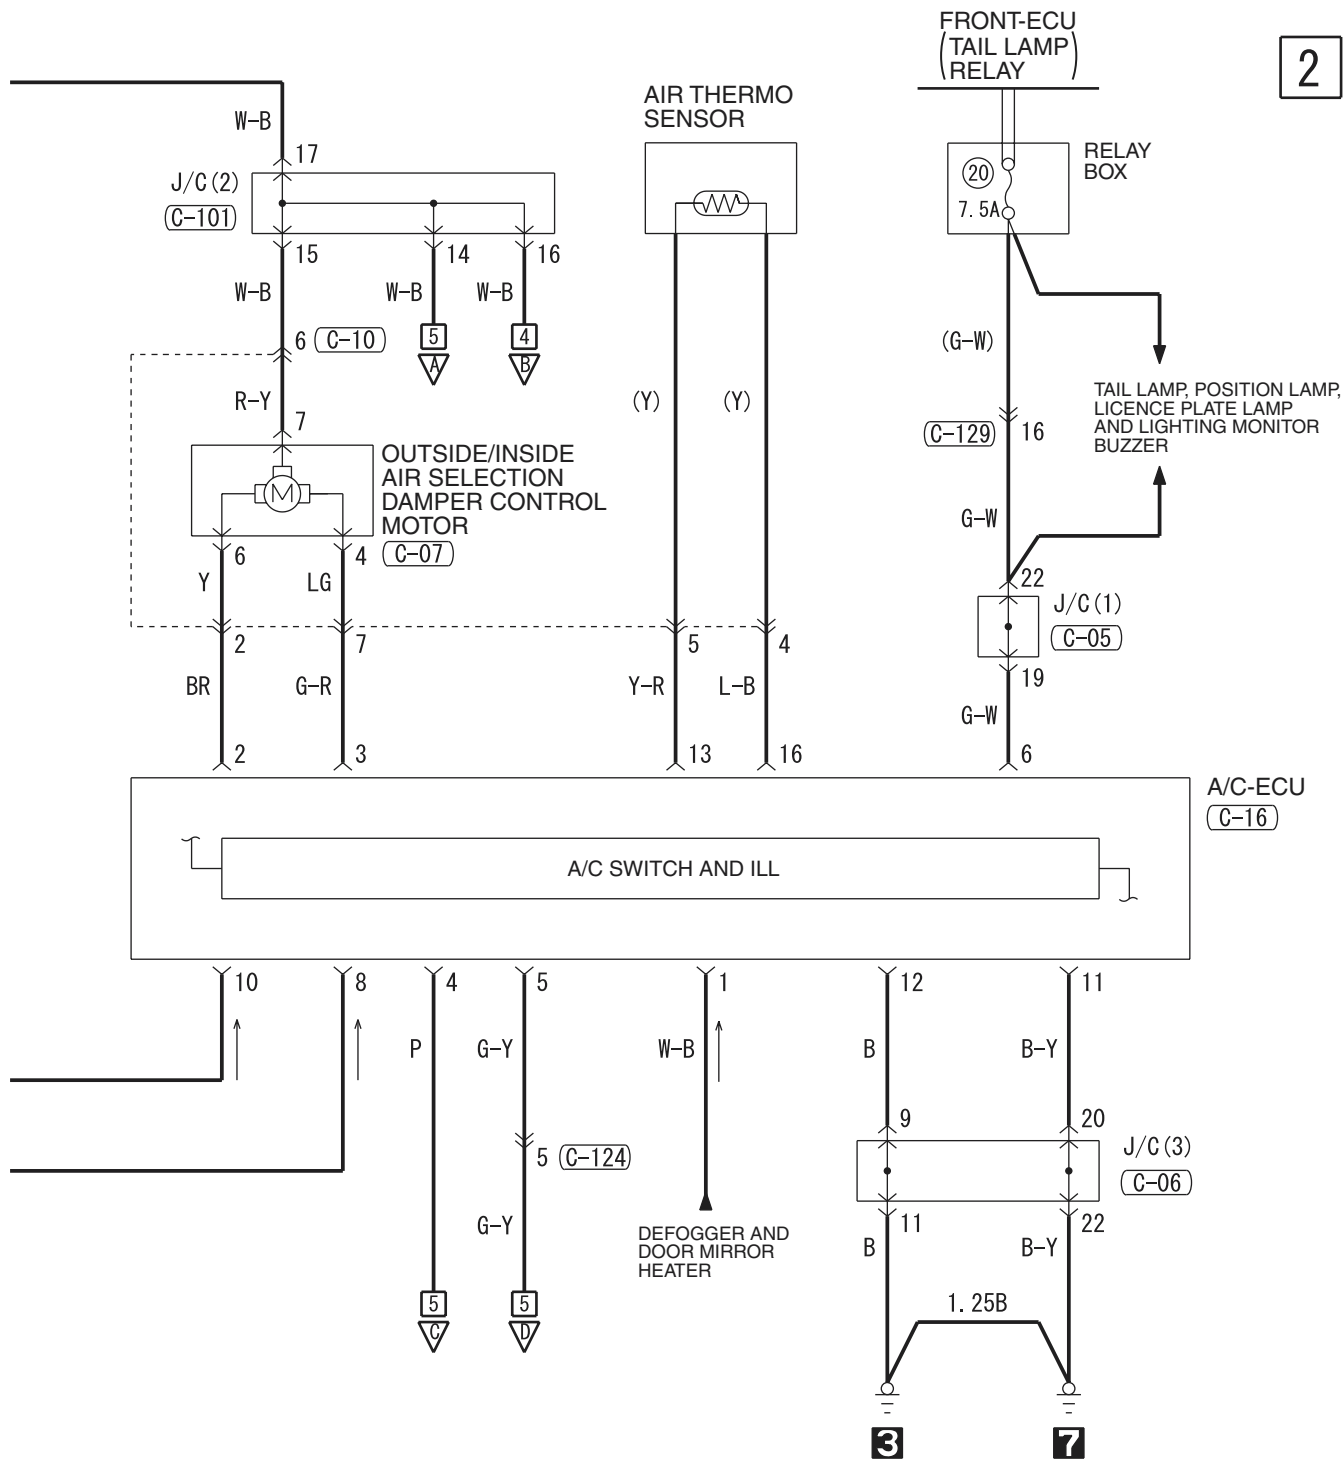 FRONT-ECU
(TAIL LAMP
RELAY)
2
AIR THERMO
SENSOR
W-B
17
J/C(2)
C-101
RELAY
BOX
20
7.5A
15
14
16
W-B
W-B
W-B
6
C-10
5
4
A
B
(G-W)
R-Y
(Y)
(Y)
TAIL LAMP, POSITION LAMP,
LICENCE PLATE LAMP
AND LIGHTING MONITOR
BUZZER
7
C-129
16
OUTSIDE/INSIDE
AIR SELECTION
DAMPER CONTROL
MOTOR
C-07
M
G-W
6
4
Y
LG
22
J/C(1)
C-05
2
7
5
4
19
BR
G-R
Y-R
L-B
G-W
2
3
13
16
6
A/C-ECU
C-16
A/C SWITCH AND ILL
10
8
4
5
1
12
11
P
G-Y
W-B
B
B-Y
9
20
5
C-124
J/C(3)
C-06
11
22
G-Y
DEFOGGER AND
DOOR MIRROR
HEATER
B
B-Y
5
5
C
D
1.25B
3
7